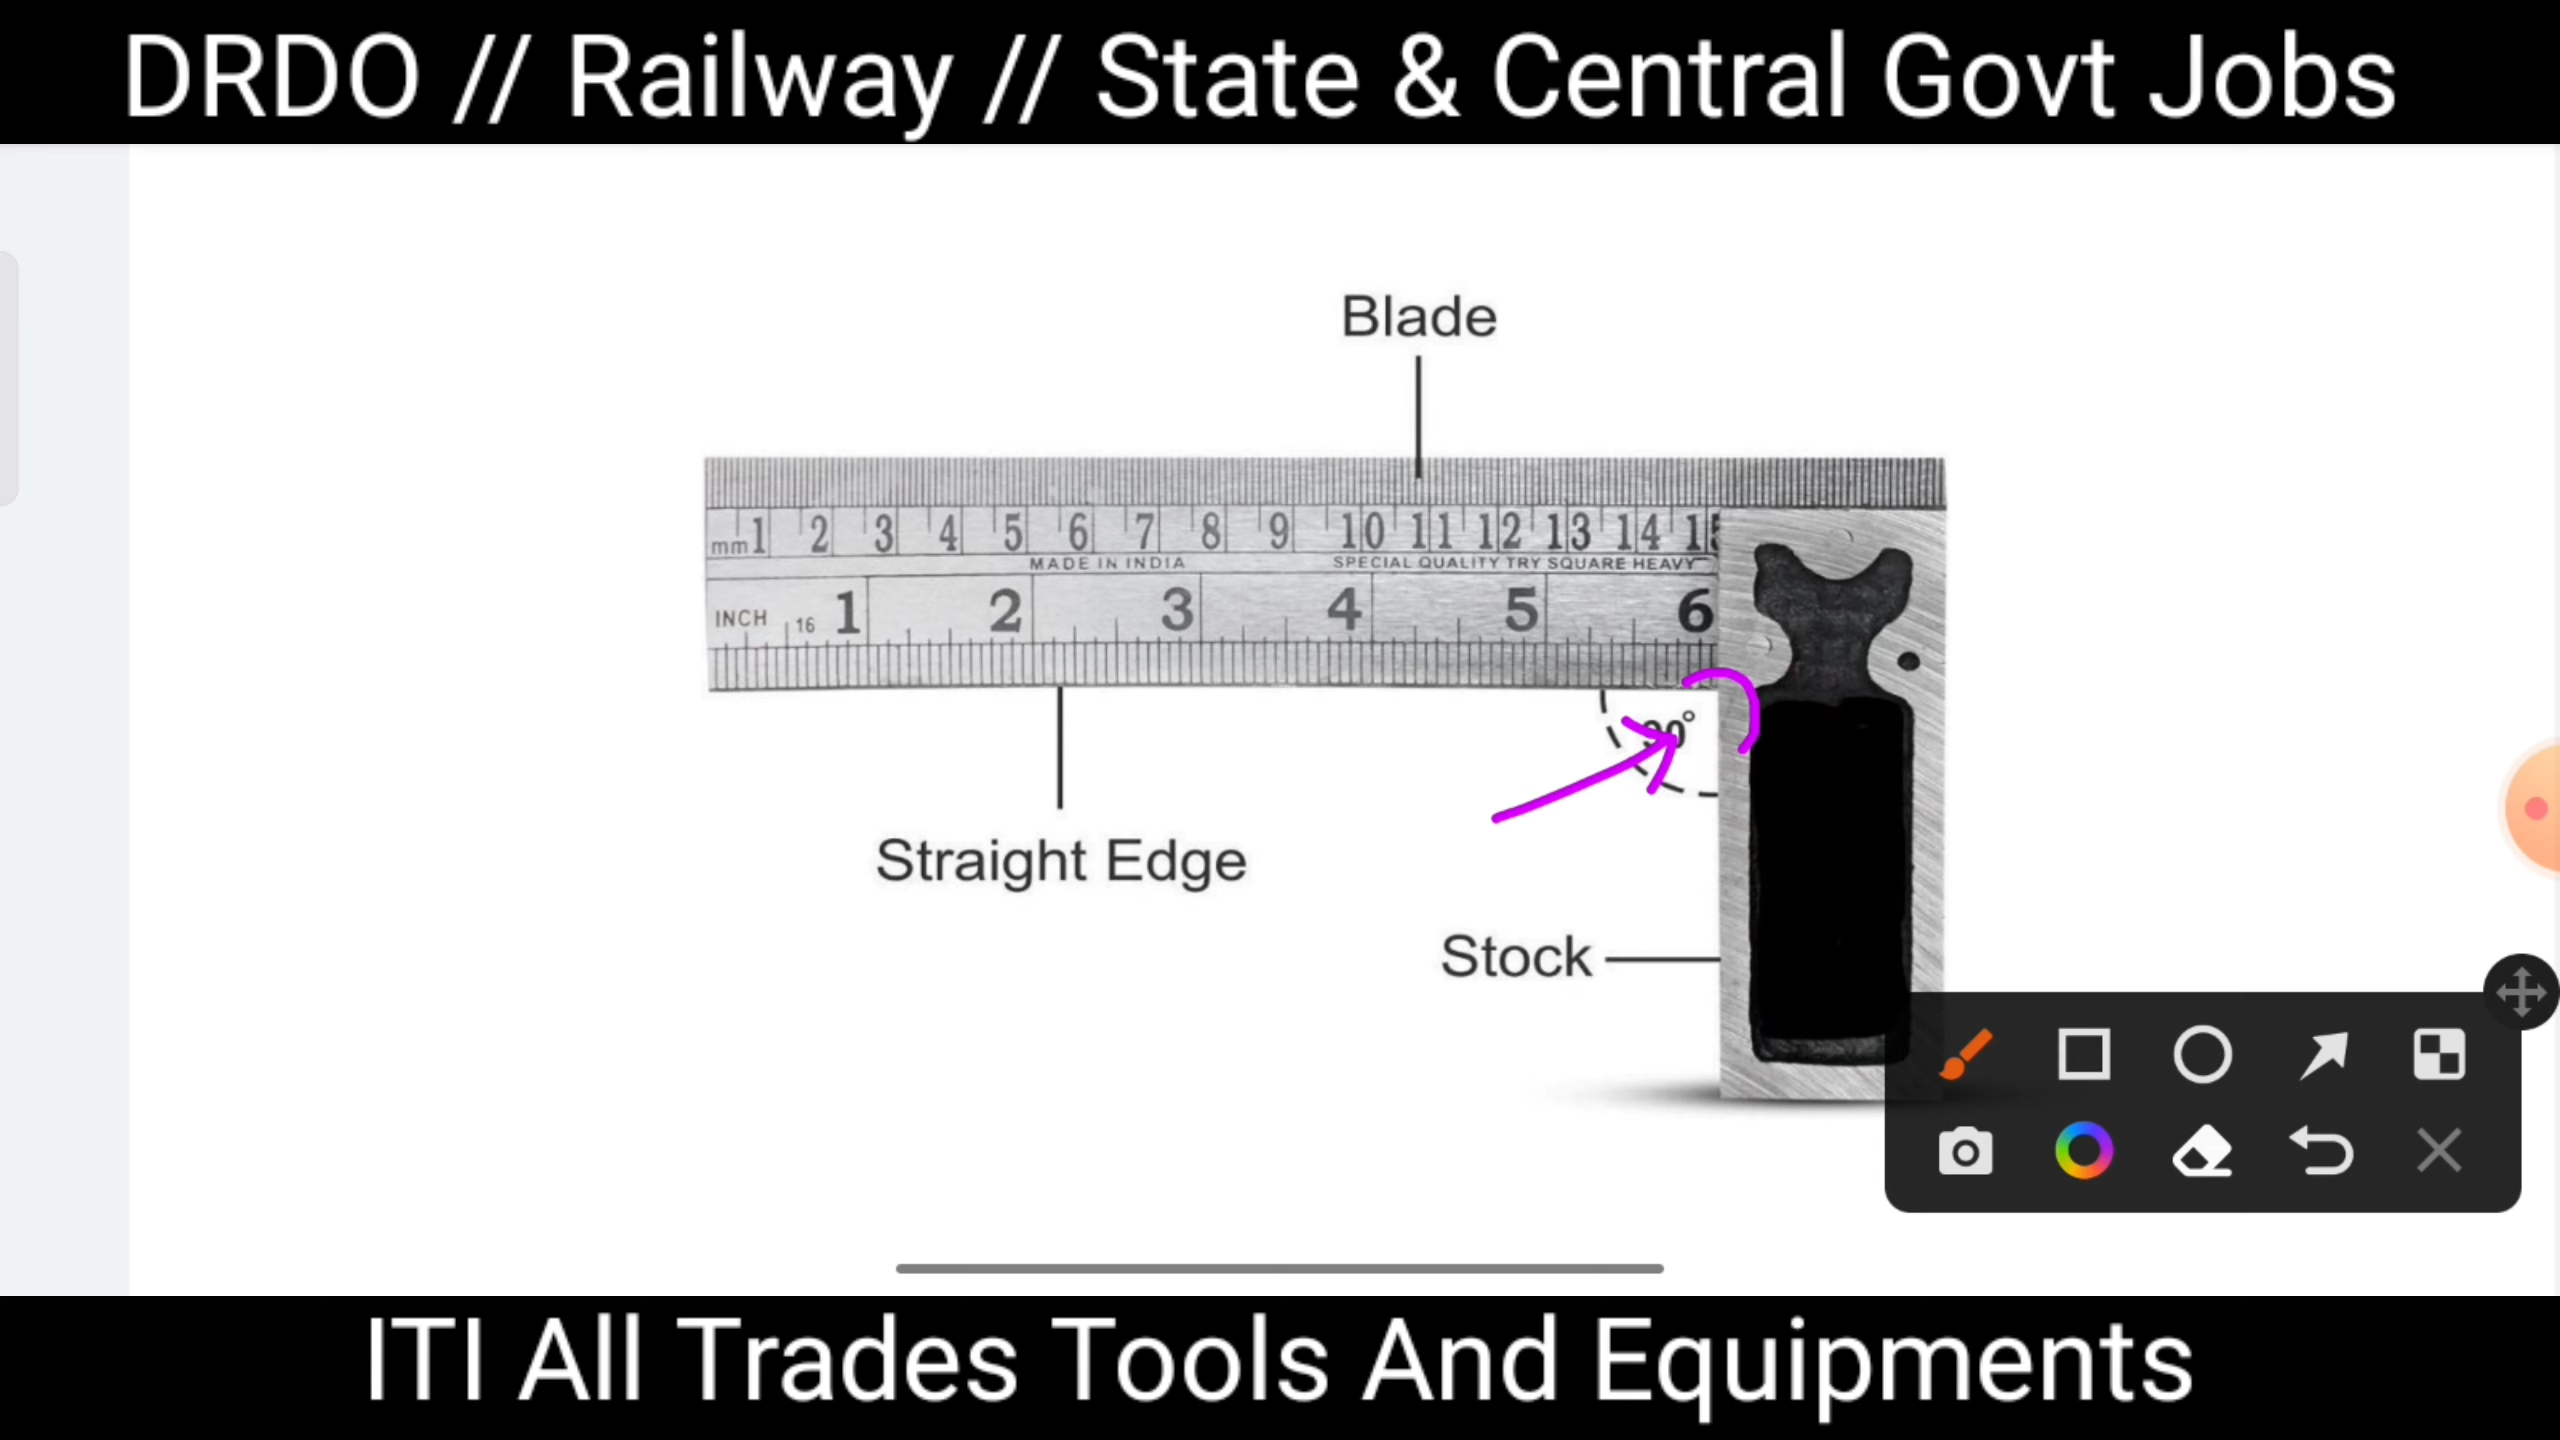 DRDO // Railway // State & Central Govt Jobs
Blade
mm 1 2 3 4 5 6 7 8 9 10 11 12 13 14 15
MADE IN INDIA SPECIAL QUALITY TRY SQUARE HEAVY
INCH 16 1 2 3 4 5 6
90°
Straight Edge
Stock
ITI All Trades Tools And Equipments